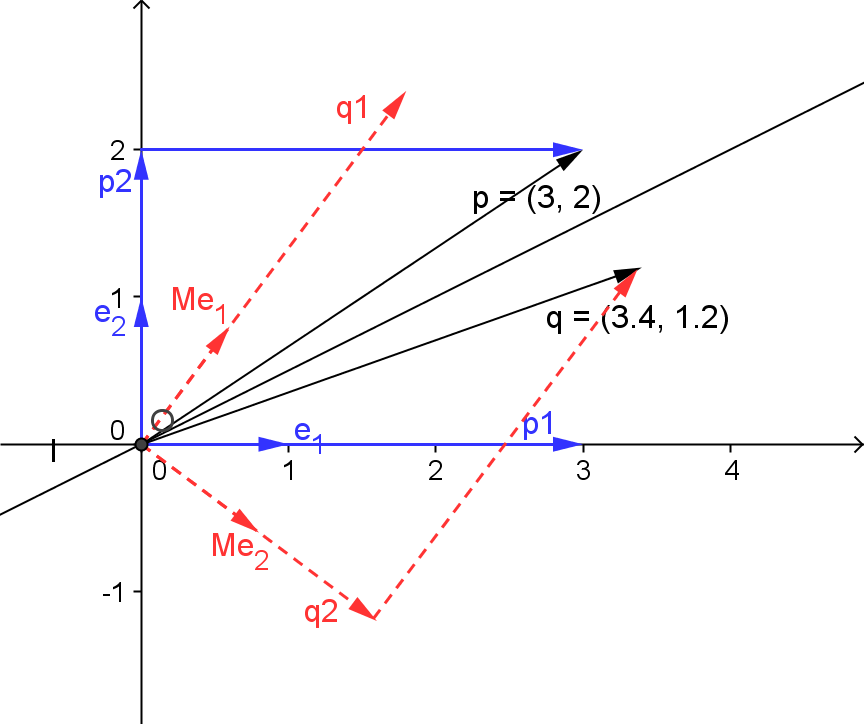 q1
2
p2
p = (3, 2)
Me₁
1
e₂
q = (3.4, 1.2)
0
O
e₁
p1
l
0
1
2
3
4
Me₂
-1
q2